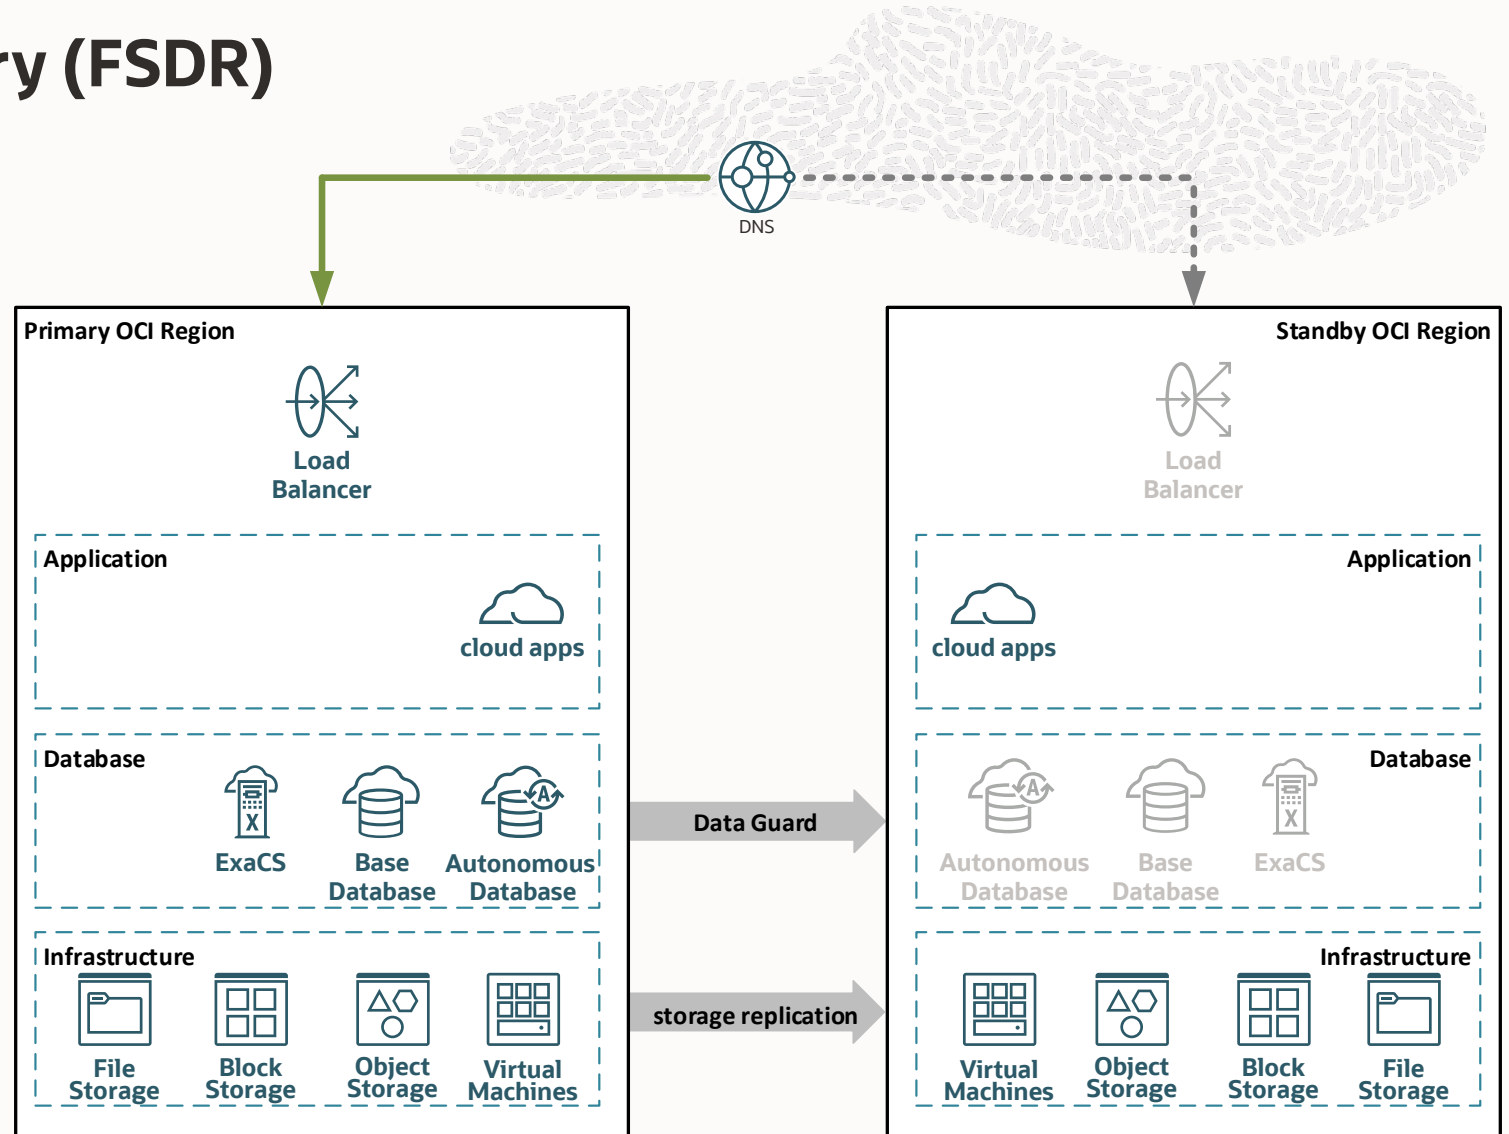 ry (FSDR)
DNS
Primary OCI Region
Load
Balancer
Application
cloud apps
Database
ExaCS
Base
Database
Autonomous
Database
Infrastructure
File
Storage
Block
Storage
Object
Storage
Virtual
Machines
Data Guard
storage replication
Standby OCI Region
Load
Balancer
Application
cloud apps
Database
Autonomous
Database
Base
Database
ExaCS
Infrastructure
Virtual
Machines
Object
Storage
Block
Storage
File
Storage